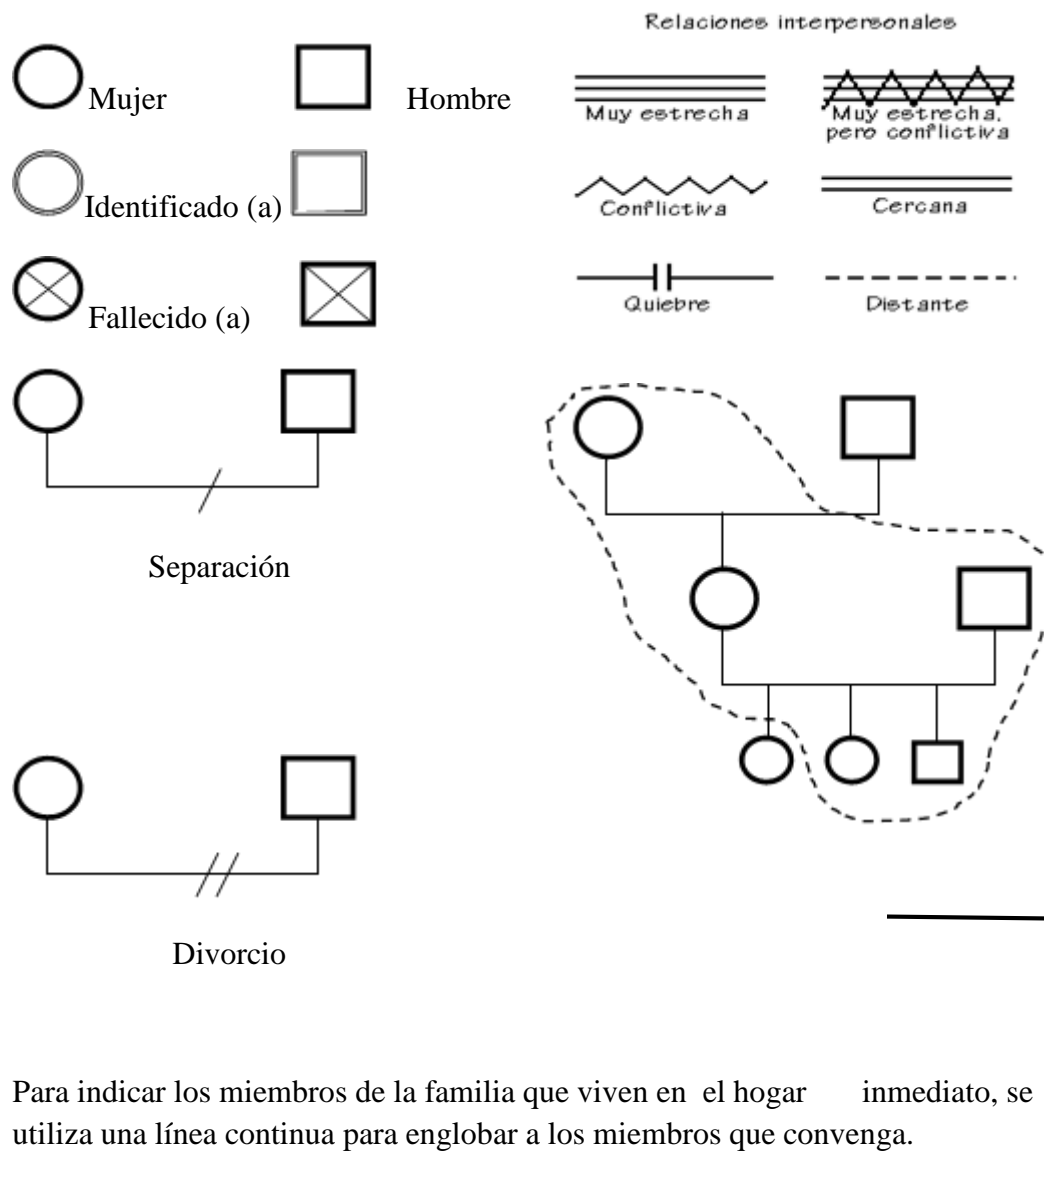 Relaciones interpersonales
Mujer
Hombre
Muy estrecha
Muy estrecha,
pero conflictiva
Identificado (a)
Conflictiva
Cercana
Fallecido (a)
Quiebre
Distante
Separación
Divorcio
Para indicar los miembros de la familia que viven en el hogar inmediato, se
utiliza una línea continua para englobar a los miembros que convenga.